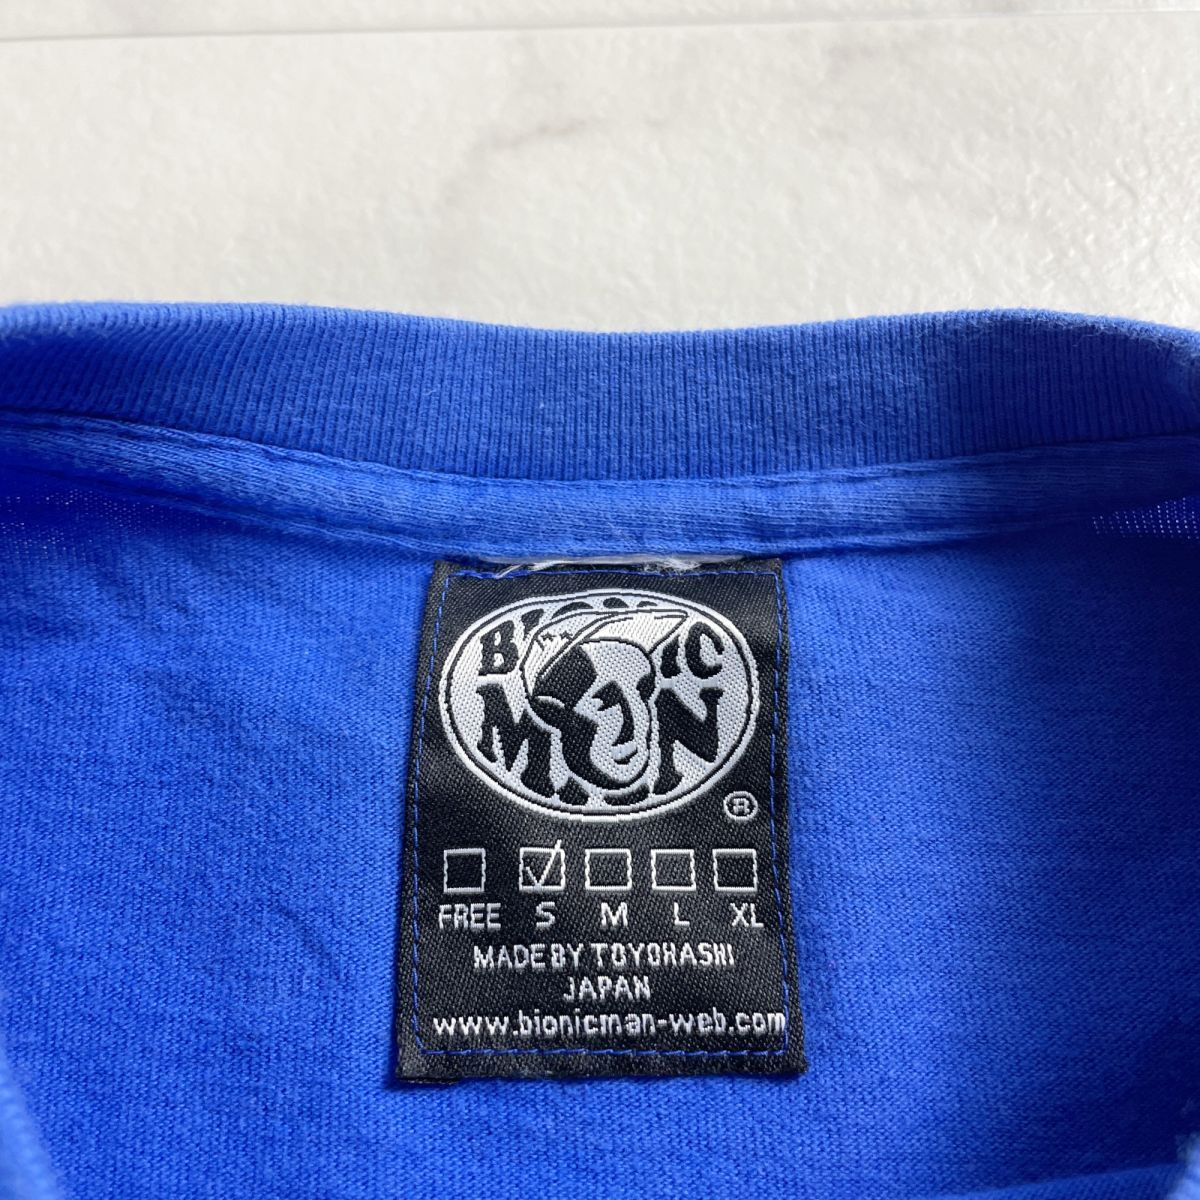 BIONIC
MAN
®
FREE S M L XL
MADE BY TOYOHASHI
JAPAN
www.bionicman-web.com